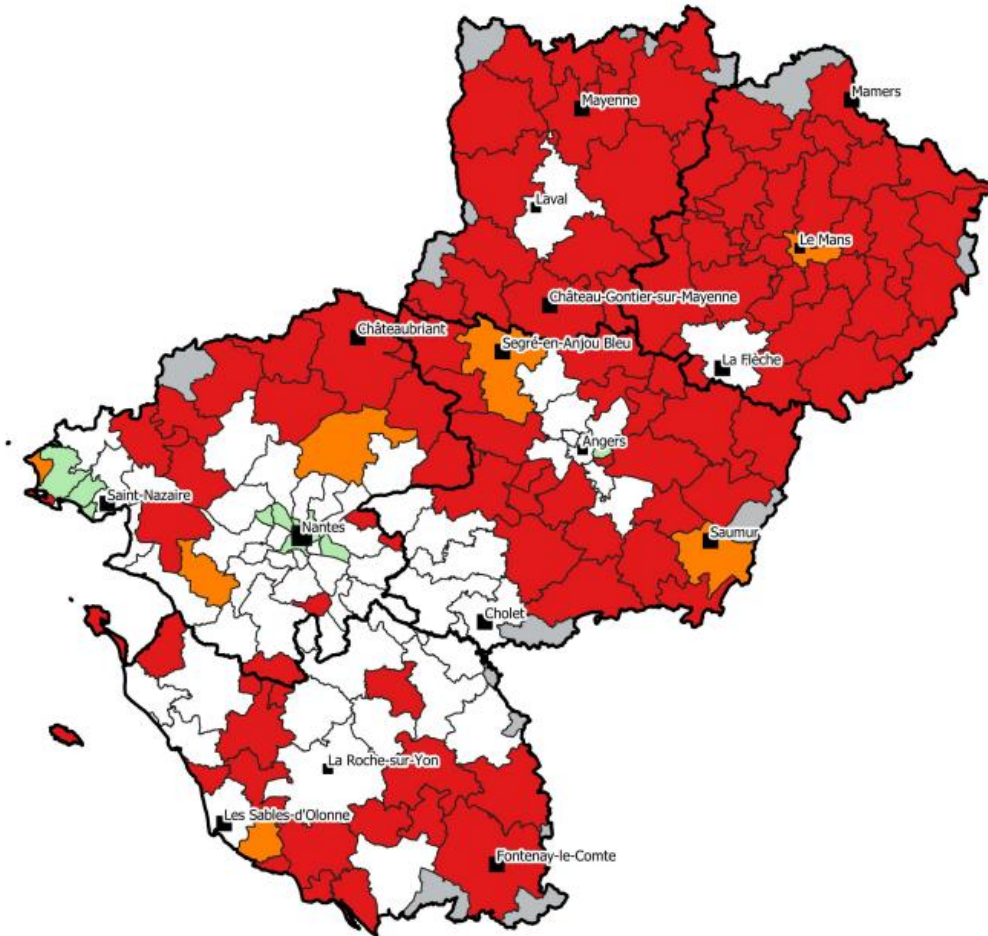 Mayenne
Mamers
Laval
Le Mans
Château-Gontier-sur-Mayenne
Châteaubriant
Segré-en-Anjou Bleu
La Flèche
Angers
Saint-Nazaire
Nantes
Saumur
Cholet
La Roche-sur-Yon
Les Sables-d'Olonne
Fontenay-le-Comte